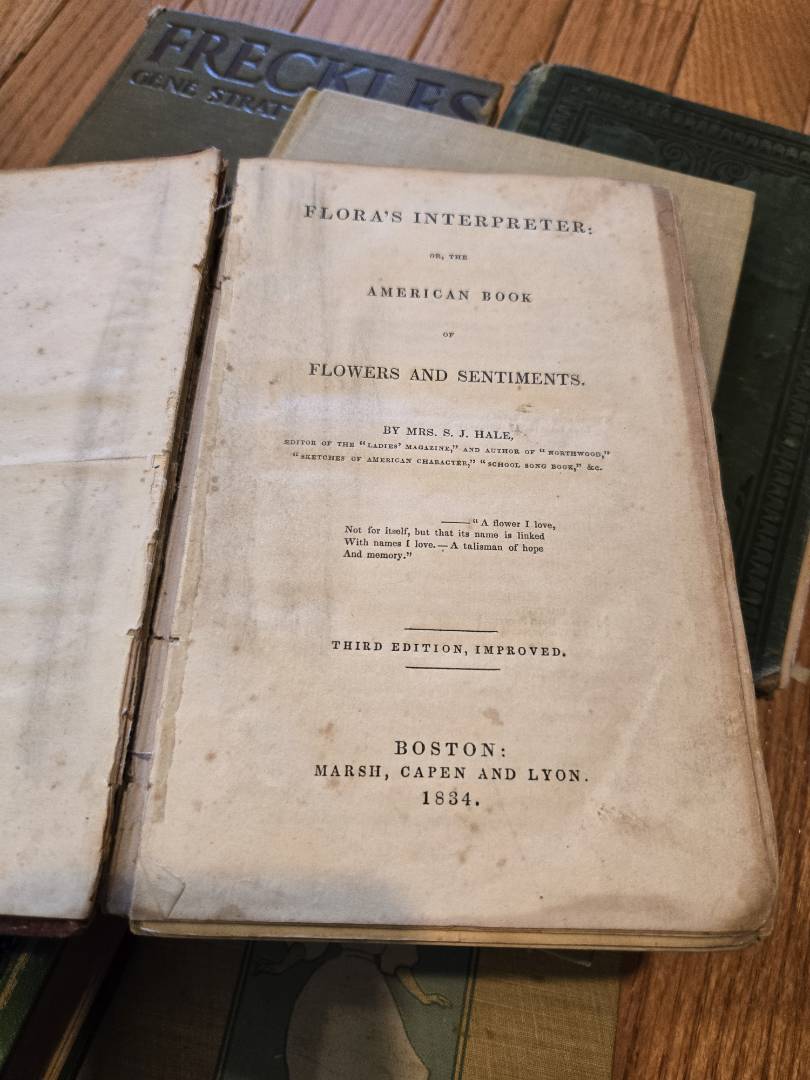 FRECKLES
GENE STRAT
FLORA'S INTERPRETER:
OR, THE
AMERICAN BOOK
OF
FLOWERS AND SENTIMENTS.
BY MRS. S. J. HALE,
EDITOR OF THE "LADIES' MAGAZINE," AND AUTHOR OF "NORTHWOOD,"
"SKETCHES OF AMERICAN CHARACTER," "SCHOOL SONG BOOK," &c.
——"A flower I love,
Not for itself, but that its name is linked
With names I love.—A talisman of hope
And memory."
THIRD EDITION, IMPROVED.
BOSTON:
MARSH, CAPEN AND LYON.
1834.